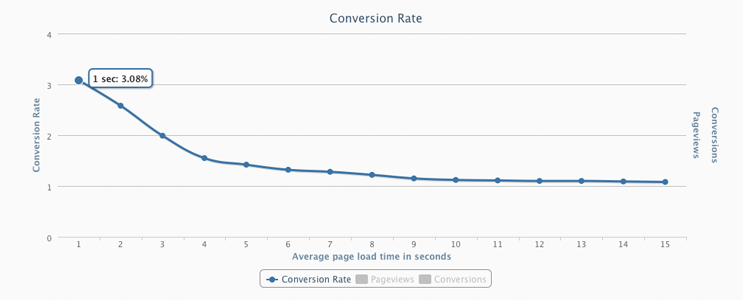 Conversion Rate
4
3
2
1
0
1 sec: 3.08%
Conversion Rate
Pageviews
Conversions
1 2 3 4 5 6 7 8 9 10 11 12 13 14 15
Average page load time in seconds
Conversion Rate Pageviews Conversions